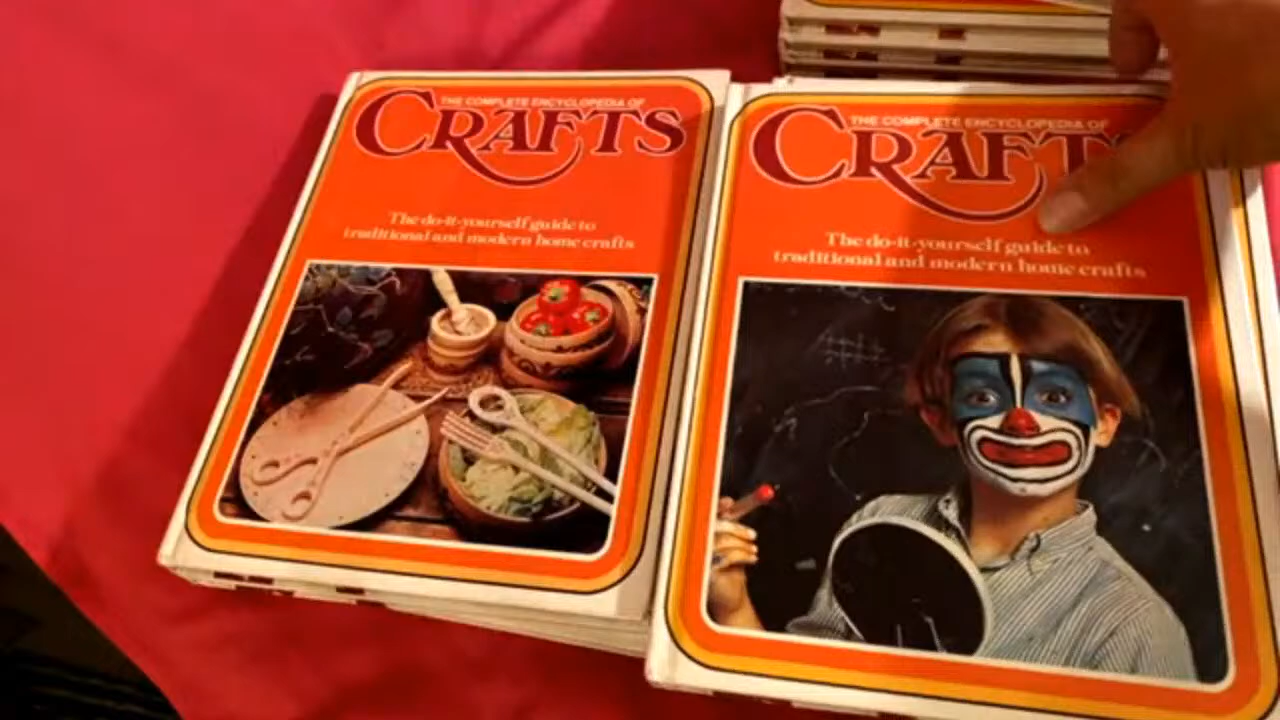 THE COMPLETE ENCYCLOPEDIA OF
CRAFTS
The do-it-yourself guide to
traditional and modern home crafts
THE COMPLETE ENCYCLOPEDIA OF
CRAFT
The do-it-yourself guide to
traditional and modern home crafts